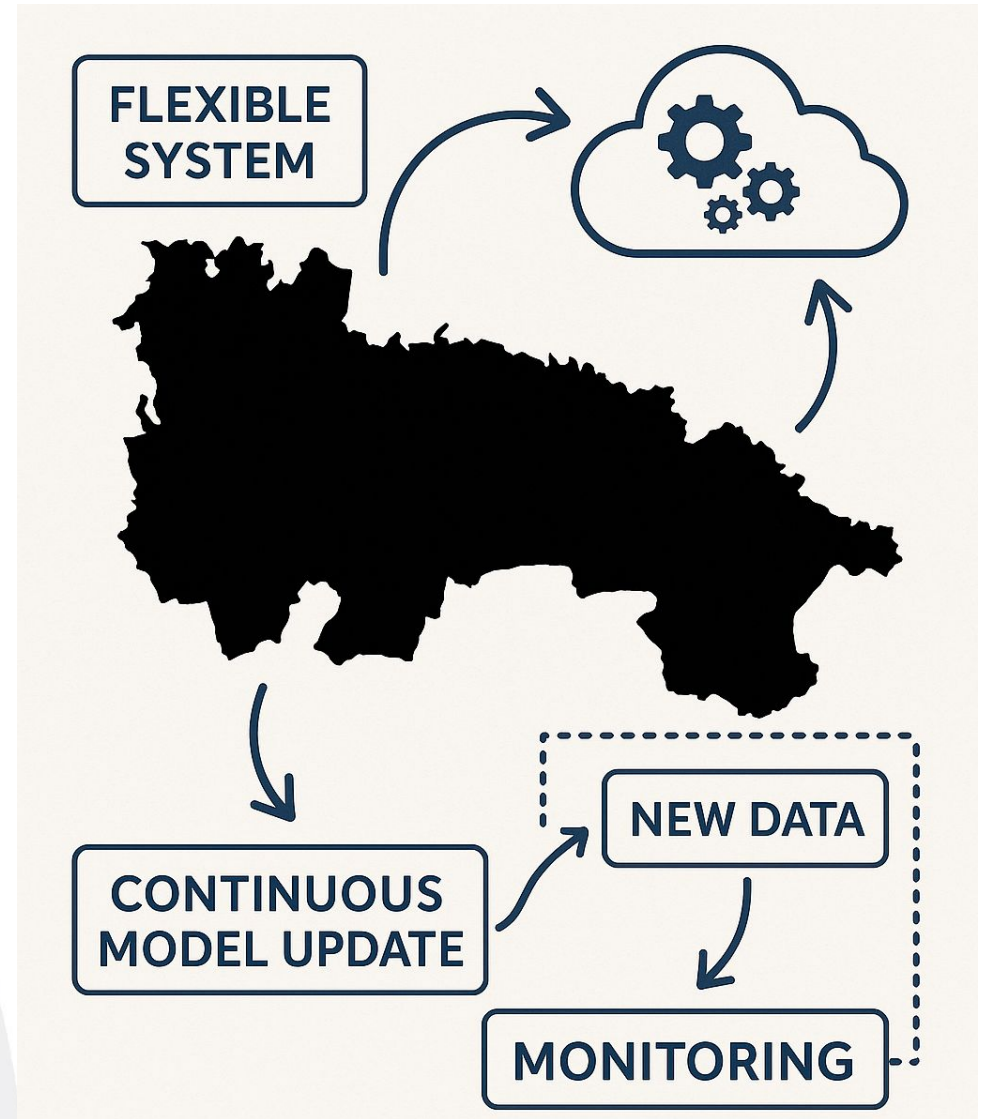 FLEXIBLE
SYSTEM
NEW DATA
CONTINUOUS
MODEL UPDATE
MONITORING